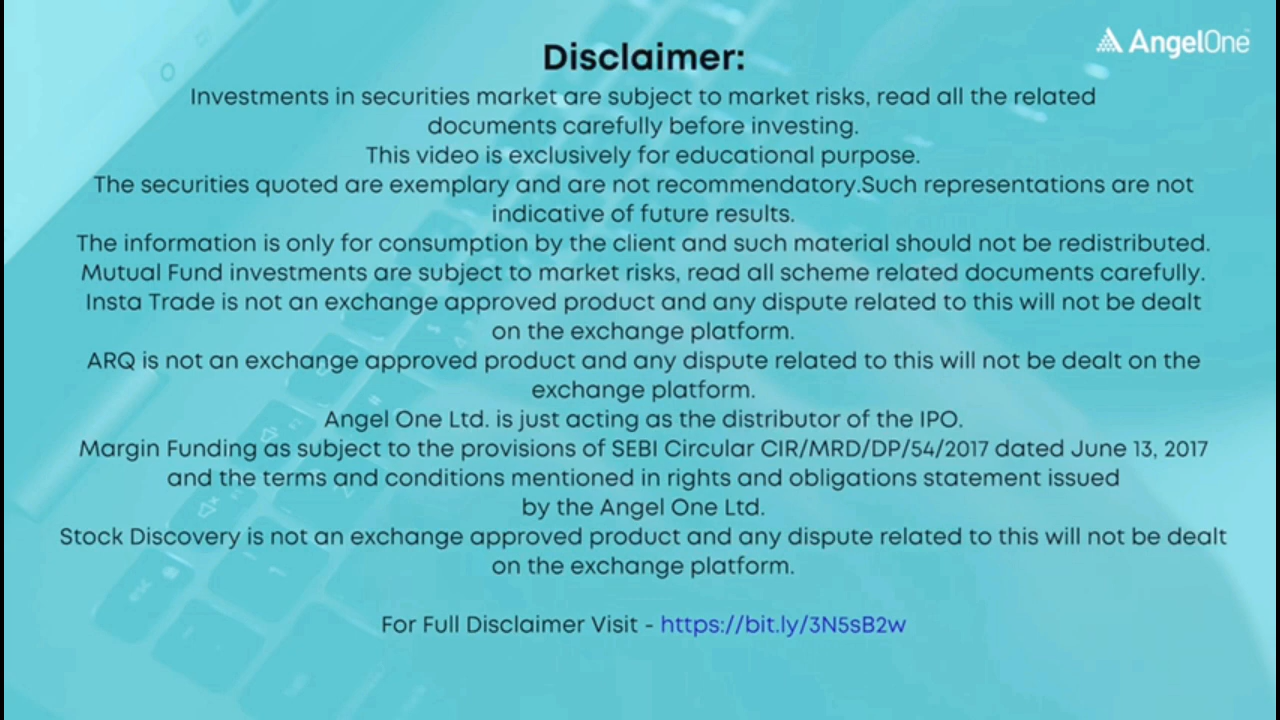 AngelOne
Disclaimer:
Investments in securities market are subject to market risks, read all the related
documents carefully before investing.
This video is exclusively for educational purpose.
The securities quoted are exemplary and are not recommendatory.Such representations are not
indicative of future results.
The information is only for consumption by the client and such material should not be redistributed.
Mutual Fund investments are subject to market risks, read all scheme related documents carefully.
Insta Trade is not an exchange approved product and any dispute related to this will not be dealt
on the exchange platform.
ARQ is not an exchange approved product and any dispute related to this will not be dealt on the
exchange platform.
Angel One Ltd. is just acting as the distributor of the IPO.
Margin Funding as subject to the provisions of SEBI Circular CIR/MRD/DP/54/2017 dated June 13, 2017
and the terms and conditions mentioned in rights and obligations statement issued
by the Angel One Ltd.
Stock Discovery is not an exchange approved product and any dispute related to this will not be dealt
on the exchange platform.
For Full Disclaimer Visit - https://bit.ly/3N5sB2w